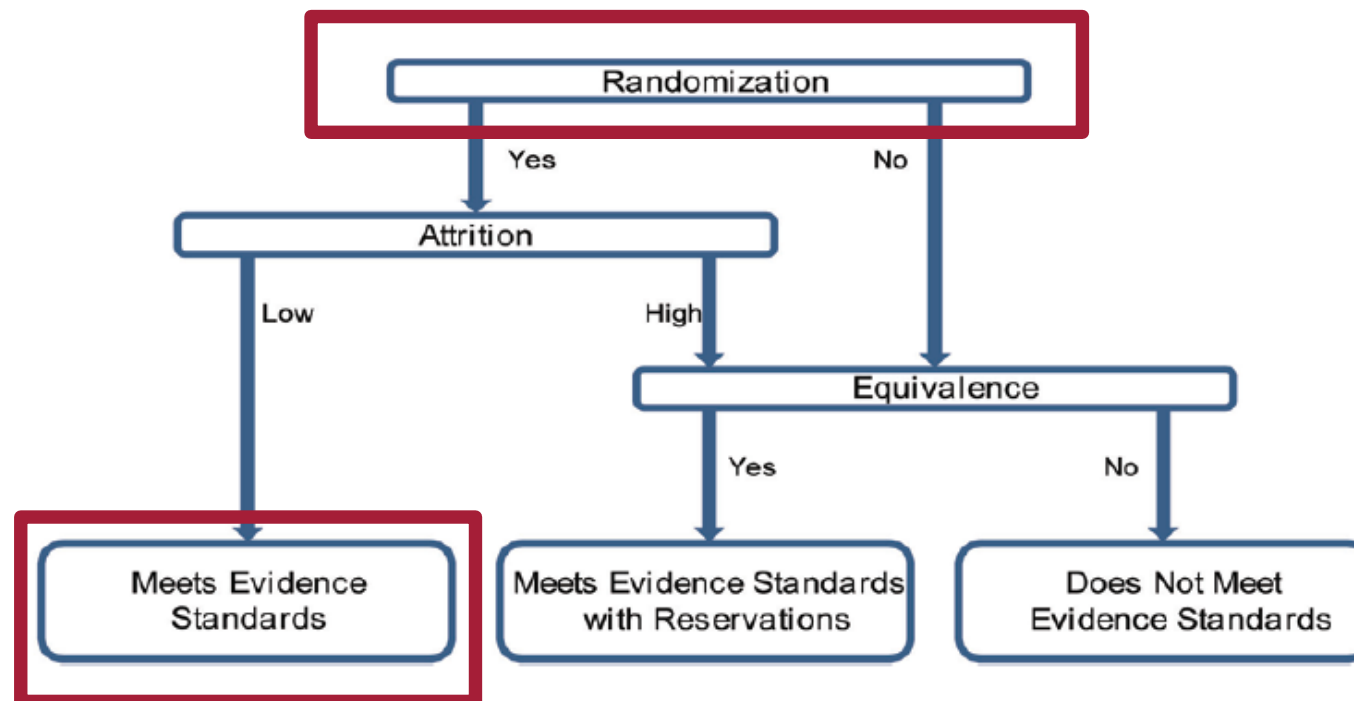 Randomization
Yes
No
Attrition
Low
High
Equivalence
Yes
No
Meets Evidence
Standards
Meets Evidence Standards
with Reservations
Does Not Meet
Evidence Standards